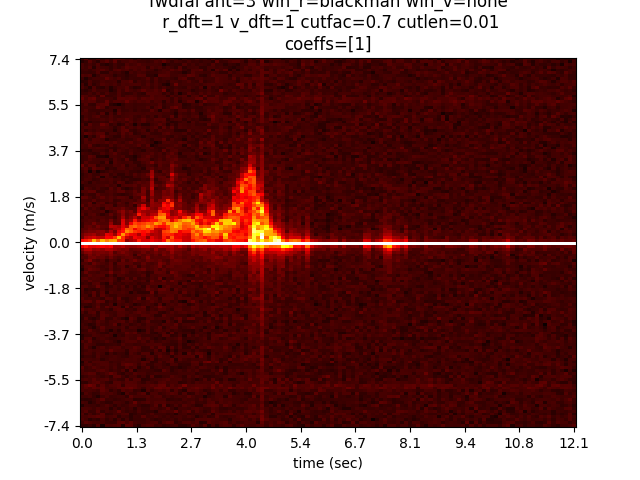 fwdfal ant=3 win_r=blackman win_v=none
r_dft=1 v_dft=1 cutfac=0.7 cutlen=0.01
coeffs=[1]
7.4
5.5
3.7
1.8
0.0
-1.8
-3.7
-5.5
-7.4
velocity (m/s)
0.0 1.3 2.7 4.0 5.4 6.7 8.1 9.4 10.8 12.1
time (sec)